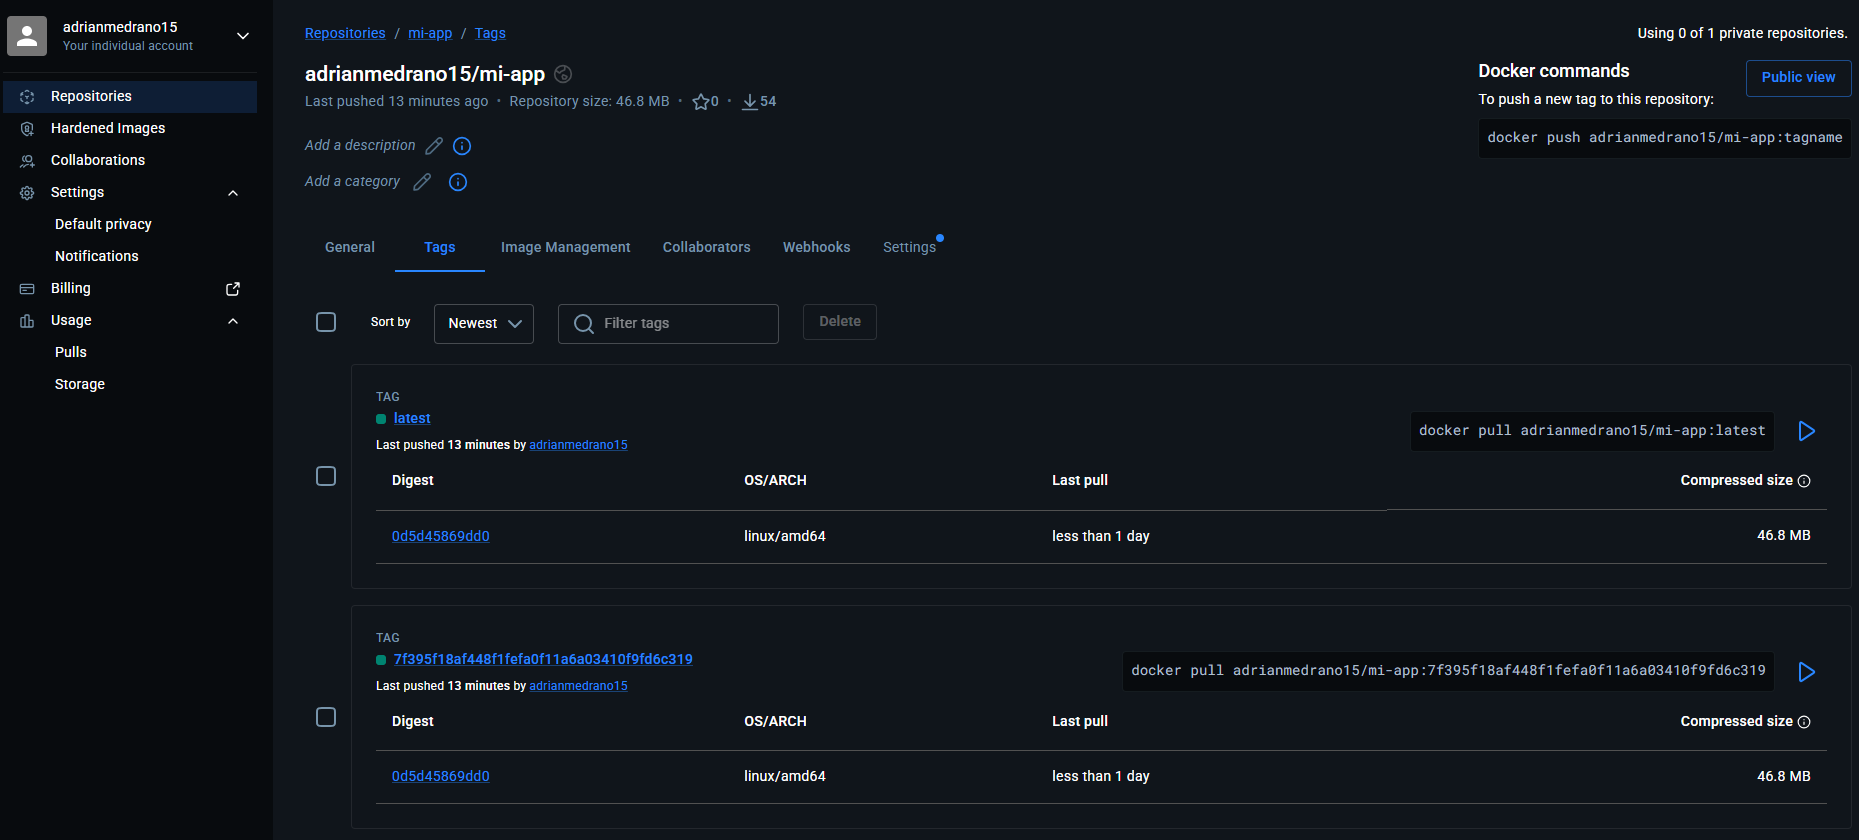 adrianmedrano15
Your individual account
Repositories
Hardened Images
Collaborations
Settings
Default privacy
Notifications
Billing
Usage
Pulls
Storage
Repositories / mi-app / Tags
Using 0 of 1 private repositories.
adrianmedrano15/mi-app
Last pushed 13 minutes ago • Repository size: 46.8 MB • 0 • 54
Add a description
Add a category
Docker commands
Public view
To push a new tag to this repository:
docker push adrianmedrano15/mi-app:tagname
General Tags Image Management Collaborators Webhooks Settings
Sort by Newest Filter tags Delete
TAG
latest
Last pushed 13 minutes by adrianmedrano15
docker pull adrianmedrano15/mi-app:latest
Digest OS/ARCH Last pull Compressed size
0d5d45869dd0 linux/amd64 less than 1 day 46.8 MB
TAG
7f395f18af448f1fefa0f11a6a03410f9fd6c319
Last pushed 13 minutes by adrianmedrano15
docker pull adrianmedrano15/mi-app:7f395f18af448f1fefa0f11a6a03410f9fd6c319
Digest OS/ARCH Last pull Compressed size
0d5d45869dd0 linux/amd64 less than 1 day 46.8 MB